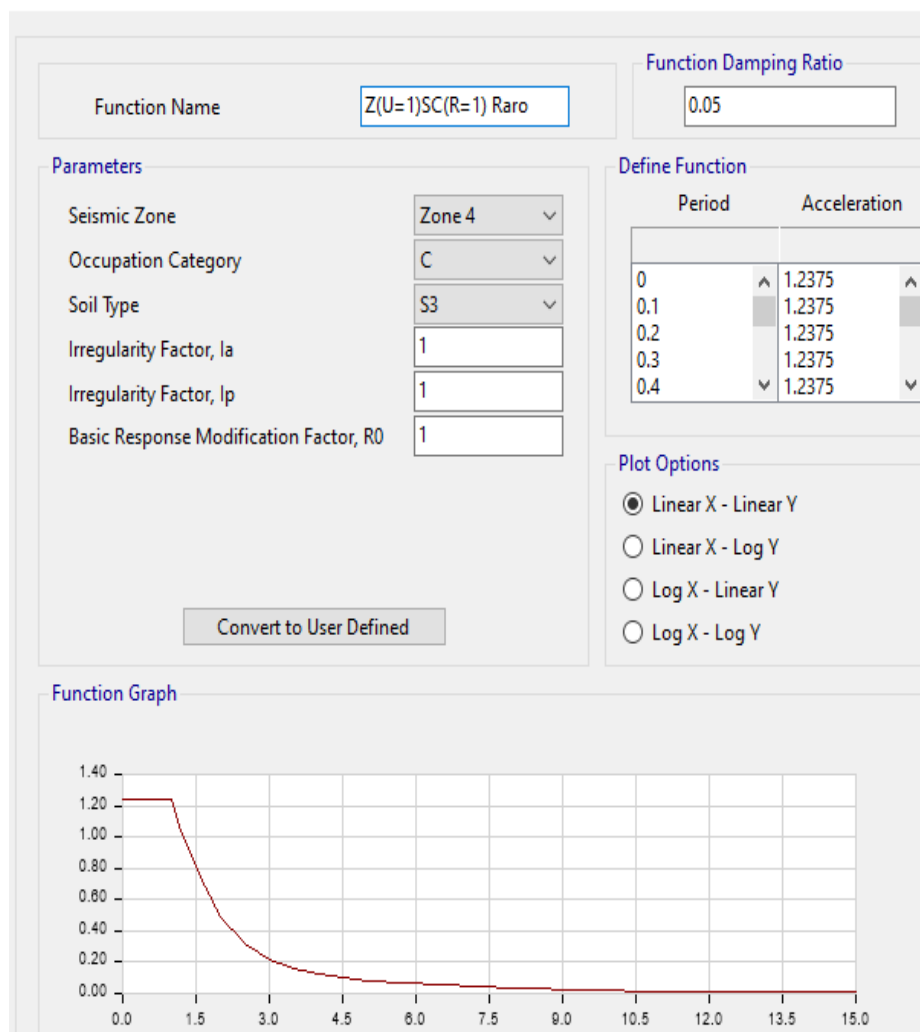 Function Name
Z(U=1)SC(R=1) Raro
Function Damping Ratio
0.05
Parameters
Seismic Zone
Zone 4
Occupation Category
C
Soil Type
S3
Irregularity Factor, Ia
1
Irregularity Factor, Ip
1
Basic Response Modification Factor, R0
1
Convert to User Defined
Define Function
Period Acceleration
0 1.2375
0.1 1.2375
0.2 1.2375
0.3 1.2375
0.4 1.2375
Plot Options
Linear X - Linear Y
Linear X - Log Y
Log X - Linear Y
Log X - Log Y
Function Graph
1.40
1.20
1.00
0.80
0.60
0.40
0.20
0.00
0.0 1.5 3.0 4.5 6.0 7.5 9.0 10.5 12.0 13.5 15.0